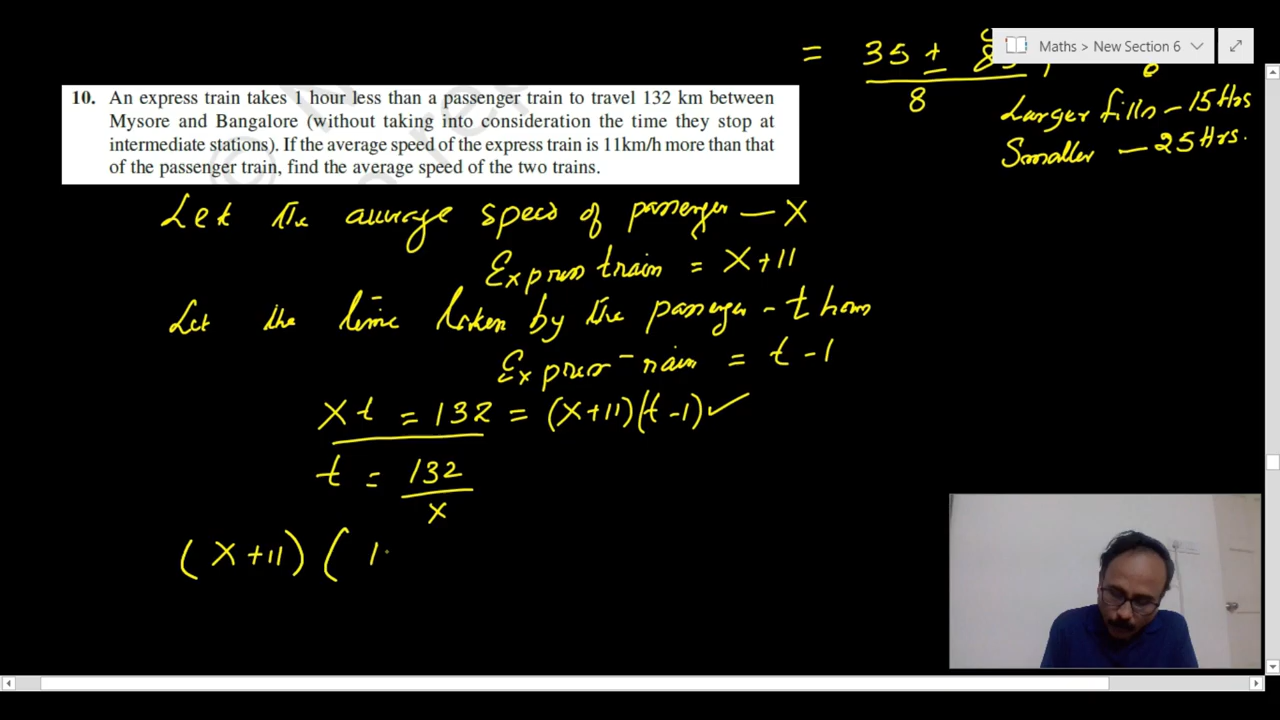 = 35 ±
8
Maths > New Section 6
Larger fills - 15 Hrs
Smaller - 25 Hrs.
10. An express train takes 1 hour less than a passenger train to travel 132 km between
Mysore and Bangalore (without taking into consideration the time they stop at
intermediate stations). If the average speed of the express train is 11km/h more than that
of the passenger train, find the average speed of the two trains.
Let the average speed of passenger - x
Express train = x+11
Let the time taken by the passenger - t hours
Express train = t-1
xt = 132 = (x+11)(t-1) ✓
t = 132
x
(x+11) ( 1